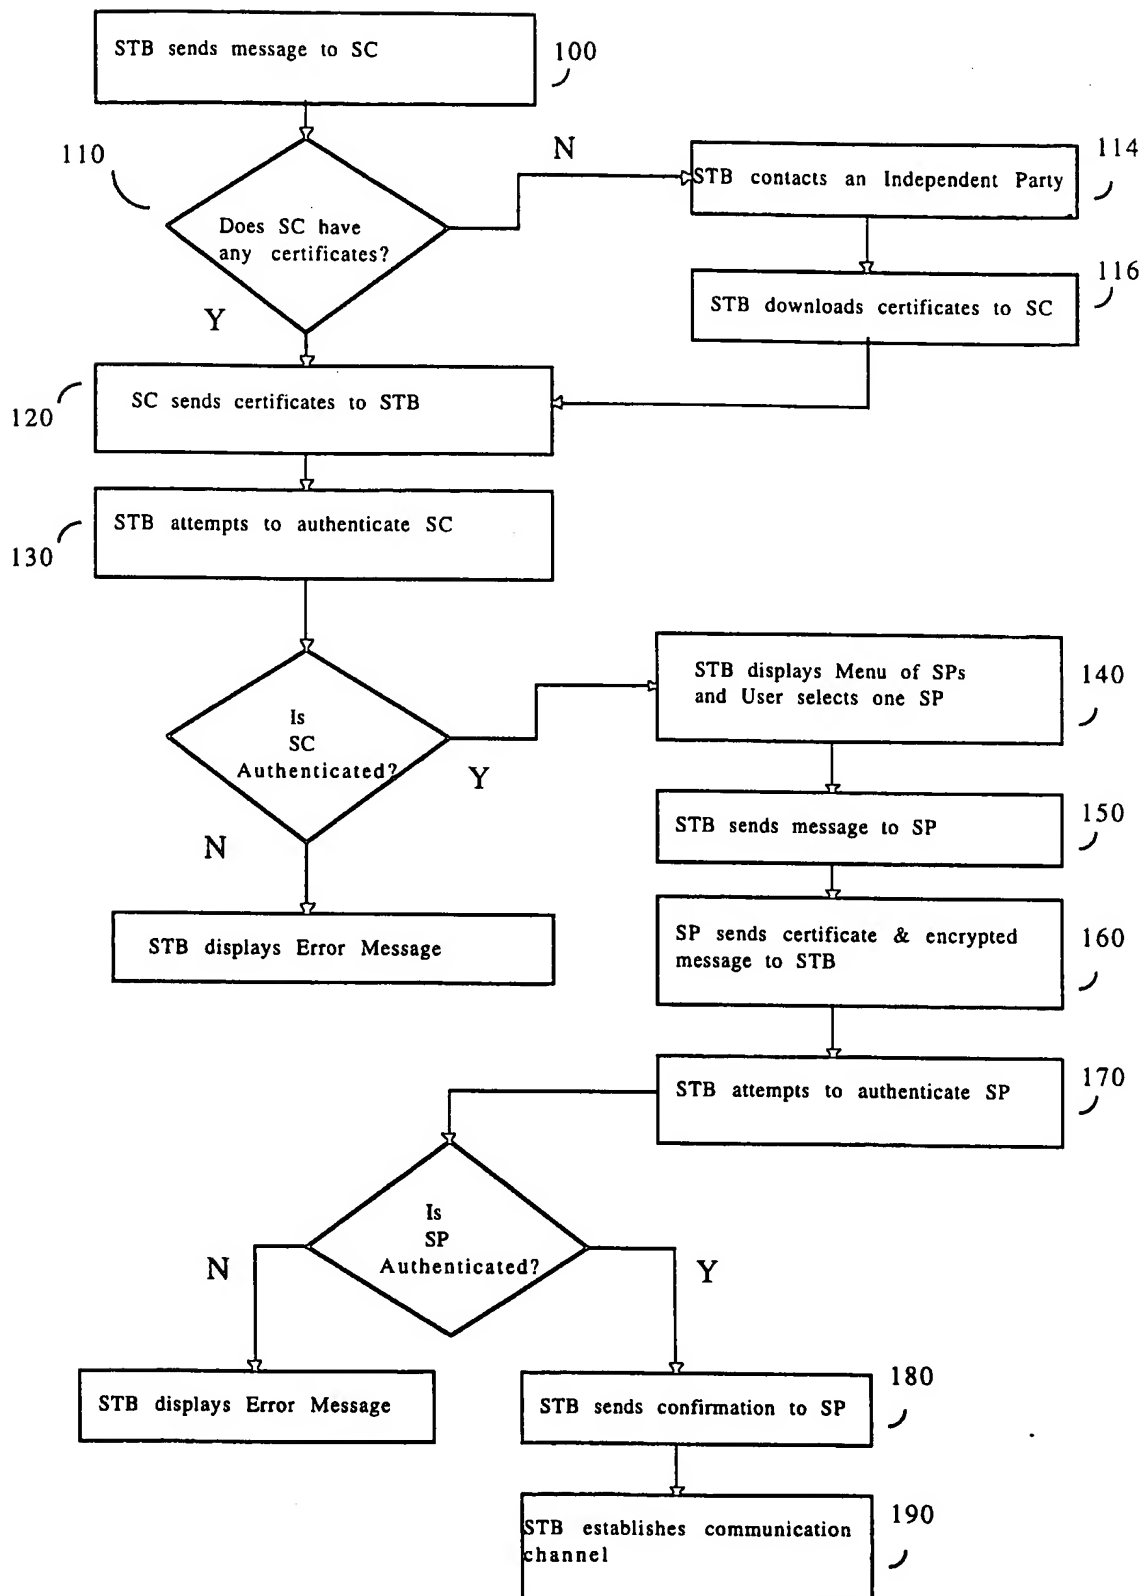 STB sends message to SC
100
110
N
STB contacts an Independent Party
114
Does SC have
any certificates?
116
STB downloads certificates to SC
Y
SC sends certificates to STB
120
STB attempts to authenticate SC
130
STB displays Menu of SPs
and User selects one SP
140
Is
SC
Authenticated?
Y
STB sends message to SP
150
N
STB displays Error Message
SP sends certificate & encrypted
message to STB
160
STB attempts to authenticate SP
170
Is
SP
Authenticated?
N
Y
STB displays Error Message
STB sends confirmation to SP
180
STB establishes communication
channel
190